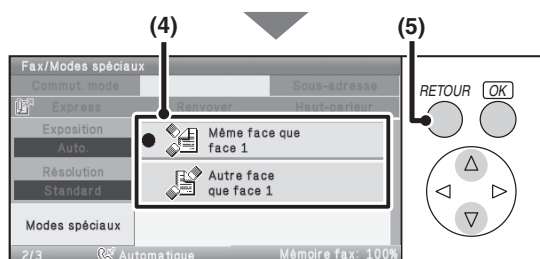 (4)
(5)
Fax/Modes spéciaux
Commut. mode
Sous-adresse
Express
Renvoyer
Haut-parleur
Exposition
Auto.
Même face que
face 1
Résolution
Standard
Autre face
que face 1
Modes spéciaux
2/3
Automatique
Mémoire fax: 100%
RETOUR
OK